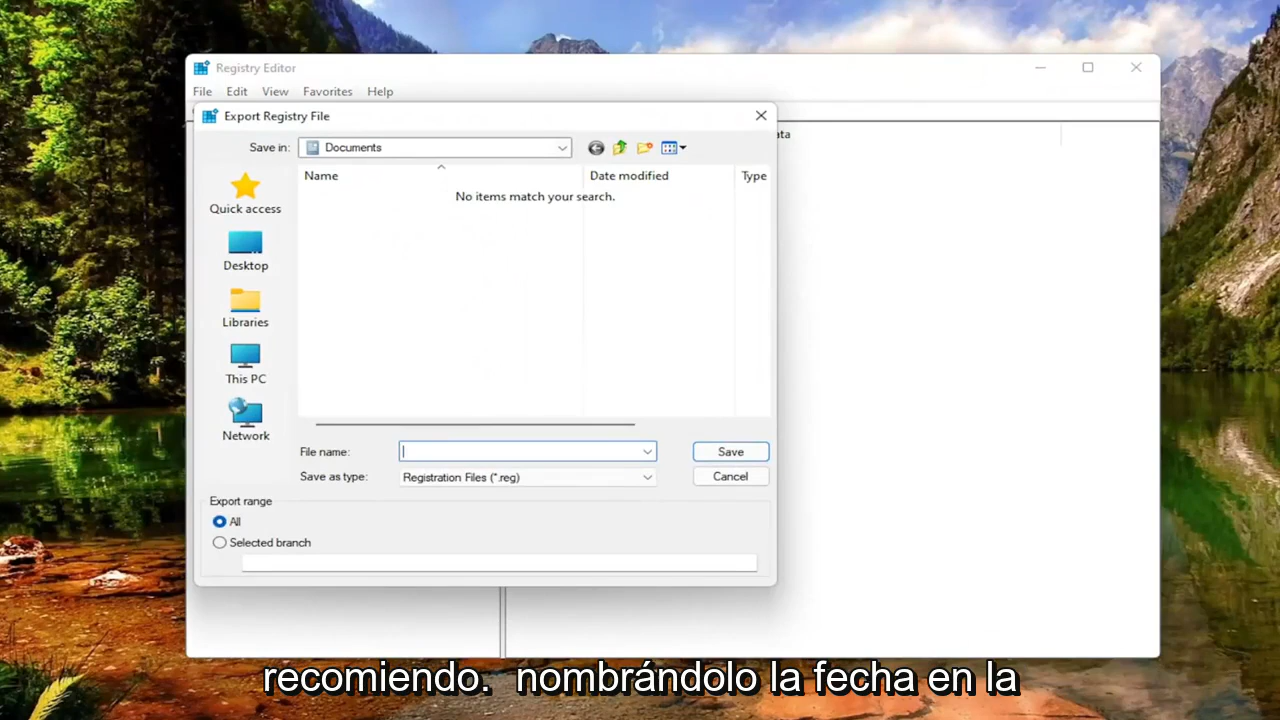 Registry Editor
File Edit View Favorites Help
Export Registry File
ata
Save in: Documents
Name Date modified Type
No items match your search.
Quick access
Desktop
Libraries
This PC
Network
File name: Save
Save as type: Registration Files (*.reg) Cancel
Export range
All
Selected branch
recomiendo. nombrándolo la fecha en la